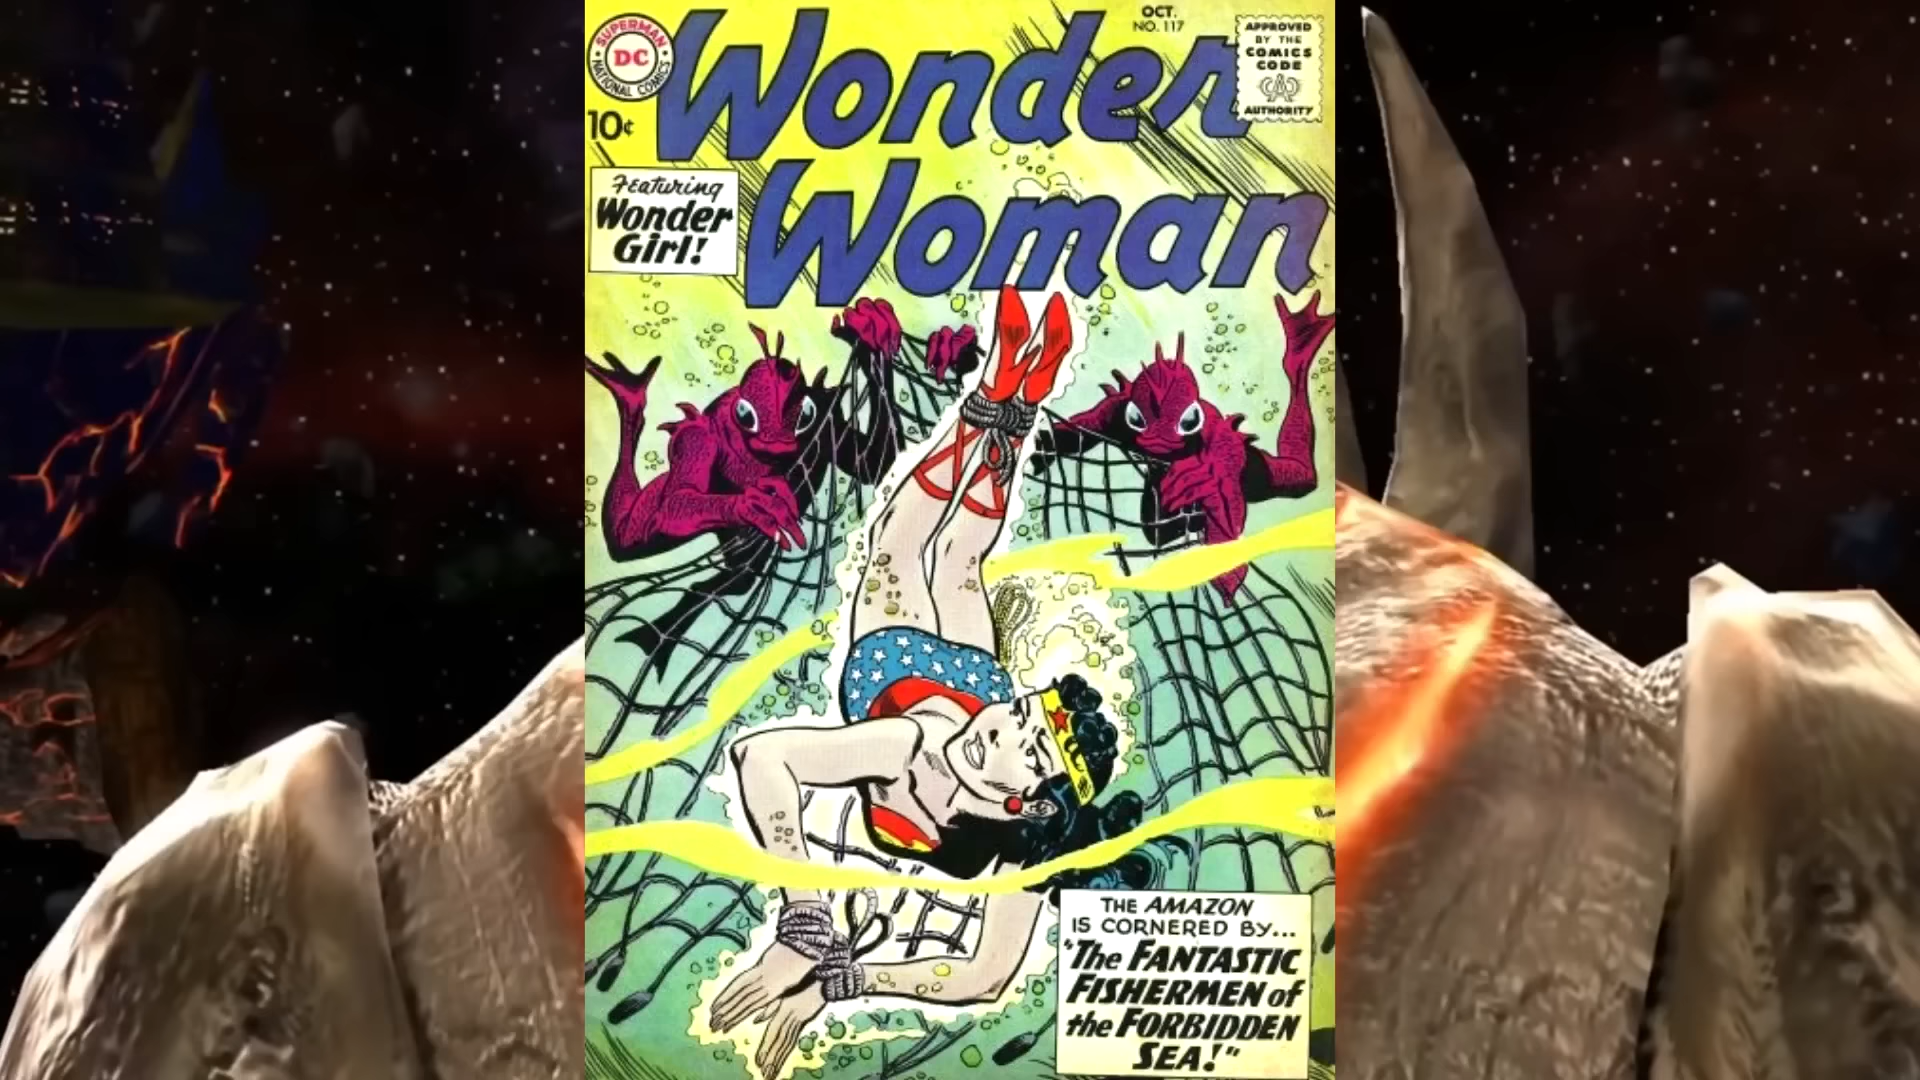 SUPERMAN
DC
NATIONAL COMICS
10¢
OCT.
NO. 117
APPROVED
BY THE
COMICS
CODE
AUTHORITY
Wonder
Woman
Featuring
Wonder
Girl!
THE AMAZON
IS CORNERED BY...
"The FANTASTIC
FISHERMEN of
the FORBIDDEN
SEA!"